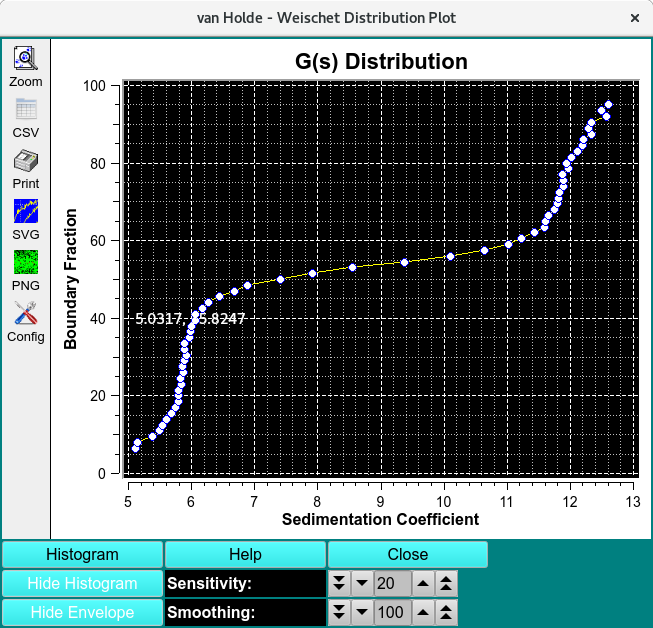 van Holde - Weischet Distribution Plot ×
Zoom
CSV
Print
SVG
PNG
Config
G(s) Distribution
Boundary Fraction
100
80
60
40
20
0
5.0317, 5.8247
5 6 7 8 9 10 11 12 13
Sedimentation Coefficient
Histogram Help Close
Hide Histogram Sensitivity: 20
Hide Envelope Smoothing: 100